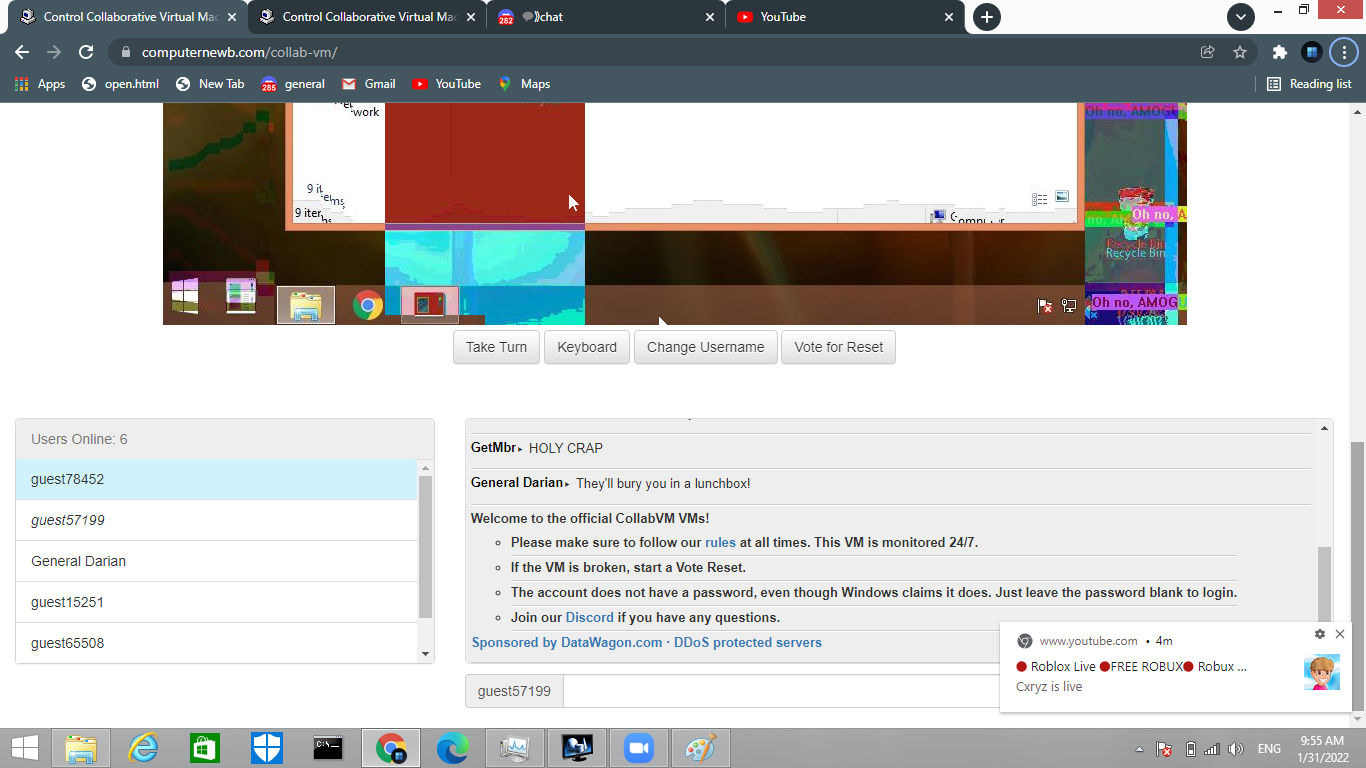 Control Collaborative Virtual Mac
Control Collaborative Virtual Mac
282
chat
YouTube
computernewb.com/collab-vm/
Apps
open.html
New Tab
285
general
Gmail
YouTube
Maps
Reading list
work
Oh no, AMOGU
9 items
9 items
Computer
Oh no, A
Recycle Bin
Recycle Bin
Oh no, AMOGU
Take Turn
Keyboard
Change Username
Vote for Reset
Users Online: 6
guest78452
guest57199
General Darian
guest15251
guest65508
GetMbr▸ HOLY CRAP
General Darian▸ They'll bury you in a lunchbox!
Welcome to the official CollabVM VMs!
Please make sure to follow our rules at all times. This VM is monitored 24/7.
If the VM is broken, start a Vote Reset.
The account does not have a password, even though Windows claims it does. Just leave the password blank to login.
Join our Discord if you have any questions.
Sponsored by DataWagon.com · DDoS protected servers
guest57199
www.youtube.com • 4m
Roblox Live 🔴FREE ROBUX🔴 Robux ...
Cxryz is live
ENG
9:55 AM
1/31/2022